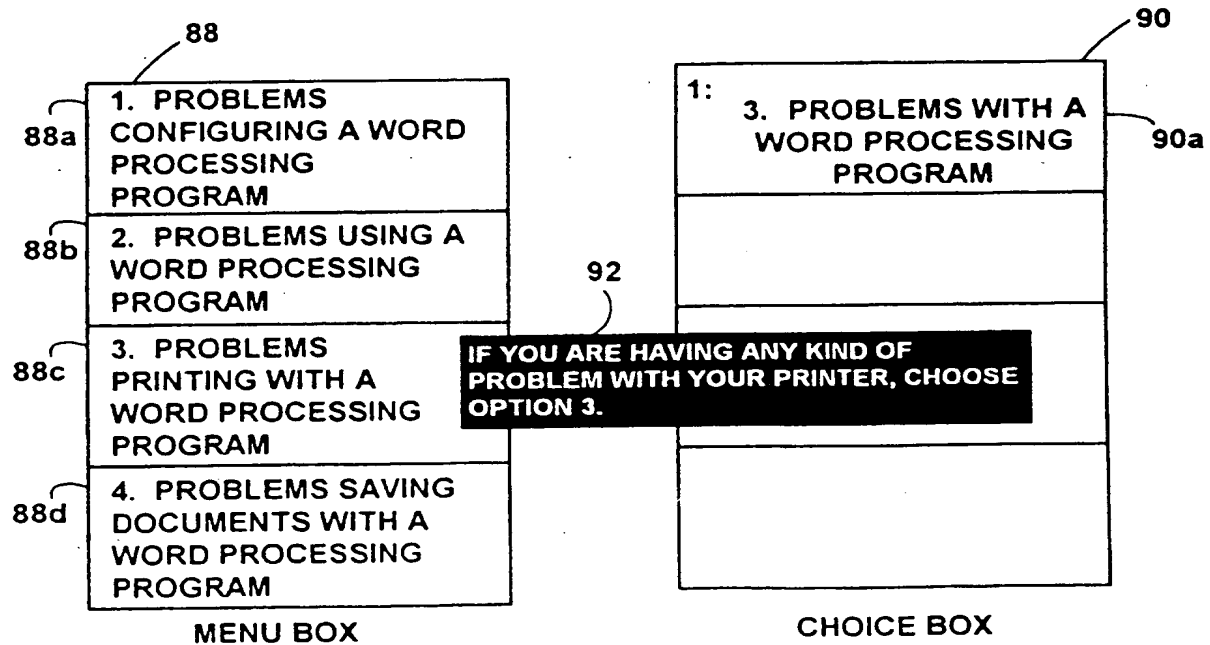 88
88a
1. PROBLEMS
CONFIGURING A WORD
PROCESSING
PROGRAM
88b
2. PROBLEMS USING A
WORD PROCESSING
PROGRAM
88c
3. PROBLEMS
PRINTING WITH A
WORD PROCESSING
PROGRAM
88d
4. PROBLEMS SAVING
DOCUMENTS WITH A
WORD PROCESSING
PROGRAM
MENU BOX
92
IF YOU ARE HAVING ANY KIND OF
PROBLEM WITH YOUR PRINTER, CHOOSE
OPTION 3.
90
1:
3. PROBLEMS WITH A
WORD PROCESSING
PROGRAM
90a
CHOICE BOX